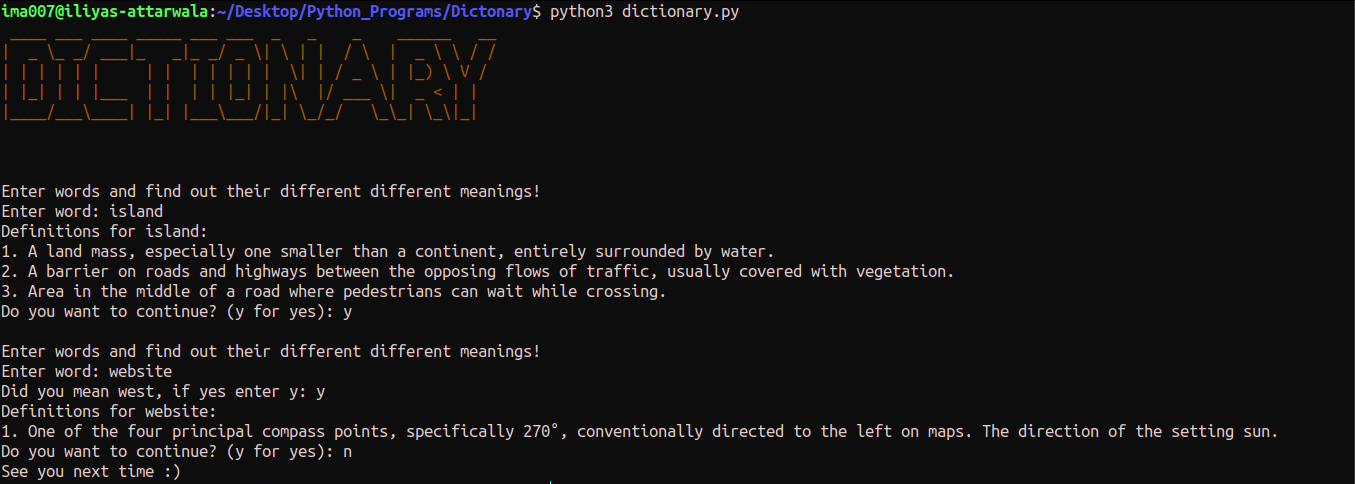 ima007@iliyas-attarwala:~/Desktop/Python_Programs/Dictonary$ python3 dictionary.py
DICTIONARY
Enter words and find out their different different meanings!
Enter word: island
Definitions for island:
1. A land mass, especially one smaller than a continent, entirely surrounded by water.
2. A barrier on roads and highways between the opposing flows of traffic, usually covered with vegetation.
3. Area in the middle of a road where pedestrians can wait while crossing.
Do you want to continue? (y for yes): y
Enter words and find out their different different meanings!
Enter word: website
Did you mean west, if yes enter y: y
Definitions for website:
1. One of the four principal compass points, specifically 270°, conventionally directed to the left on maps. The direction of the setting sun.
Do you want to continue? (y for yes): n
See you next time :)